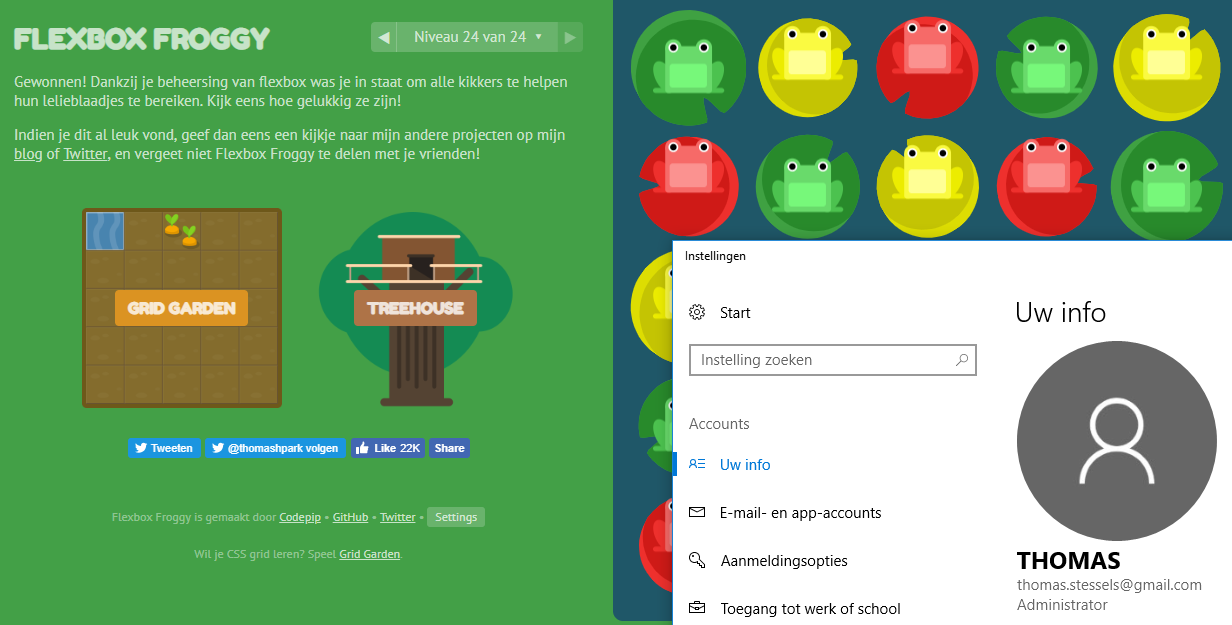 FLEXBOX FROGGY
Niveau 24 van 24
Gewonnen! Dankzij je beheersing van flexbox was je in staat om alle kikkers te helpen
hun lelieblaadjes te bereiken. Kijk eens hoe gelukkig ze zijn!
Indien je dit al leuk vond, geef dan eens een kijkje naar mijn andere projecten op mijn
blog of Twitter, en vergeet niet Flexbox Froggy te delen met je vrienden!
GRID GARDEN
TREEHOUSE
Tweeten
@thomashpark volgen
Like 22K
Share
Flexbox Froggy is gemaakt door Codepip • GitHub • Twitter • Settings
Wil je CSS grid leren? Speel Grid Garden.
Instellingen
Start
Instelling zoeken
Accounts
Uw info
E-mail- en app-accounts
Aanmeldingsopties
Toegang tot werk of school
Uw info
THOMAS
thomas.stessels@gmail.com
Administrator